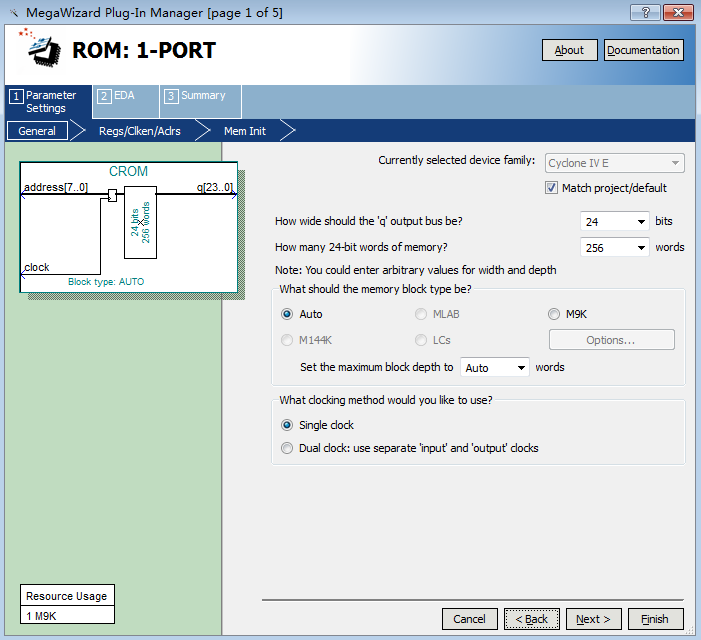 MegaWizard Plug-In Manager [page 1 of 5]
ROM: 1-PORT
About
Documentation
1 Parameter Settings
2 EDA
3 Summary
General
Regs/Clken/Aclrs
Mem Init
CROM
address[7..0]
q[23..0]
24 bits
256 words
clock
Block type: AUTO
Currently selected device family:
Cyclone IV E
Match project/default
How wide should the 'q' output bus be?
24
bits
How many 24-bit words of memory?
256
words
Note: You could enter arbitrary values for width and depth
What should the memory block type be?
Auto
MLAB
M9K
M144K
LCs
Options...
Set the maximum block depth to
Auto
words
What clocking method would you like to use?
Single clock
Dual clock: use separate 'input' and 'output' clocks
Resource Usage
1 M9K
Cancel
< Back
Next >
Finish